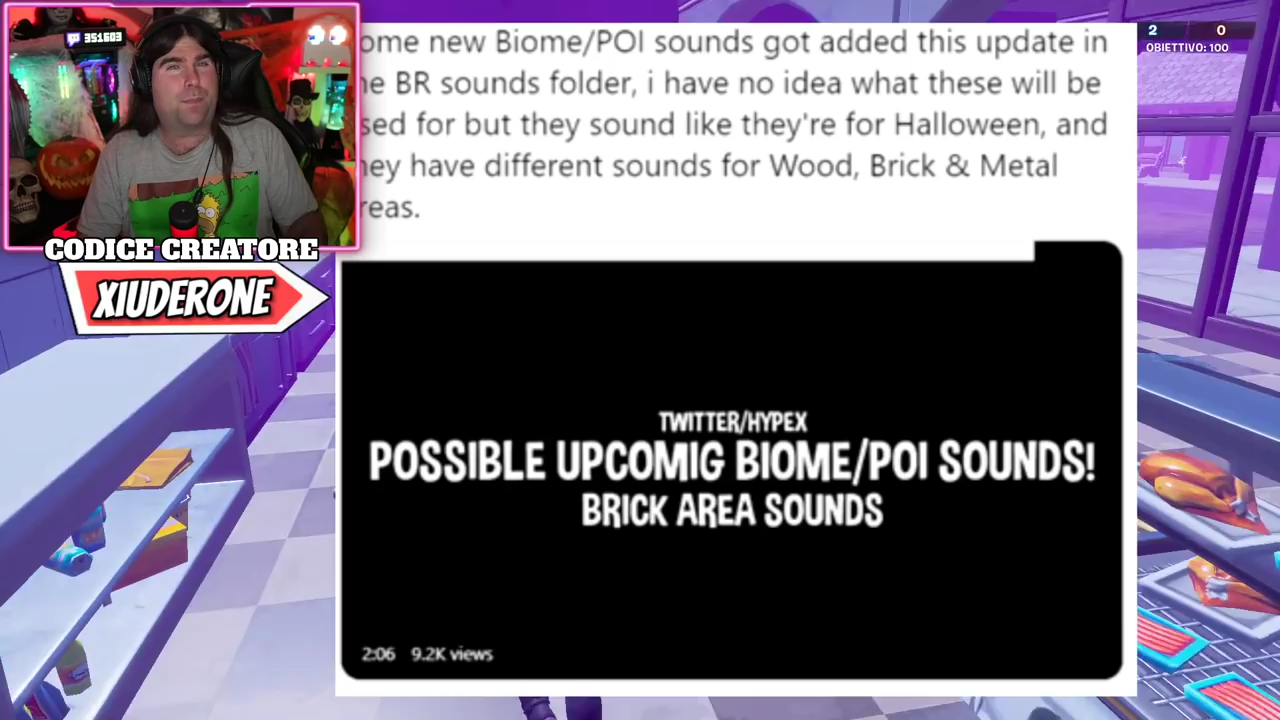 351603
CODICE CREATORE
XIUDERONE
ome new Biome/POI sounds got added this update in
he BR sounds folder, i have no idea what these will be
sed for but they sound like they're for Halloween, and
hey have different sounds for Wood, Brick & Metal
reas.
TWITTER/HYPEX
POSSIBLE UPCOMIG BIOME/POI SOUNDS!
BRICK AREA SOUNDS
2:06 9.2K views
2 0
OBIETTIVO: 100